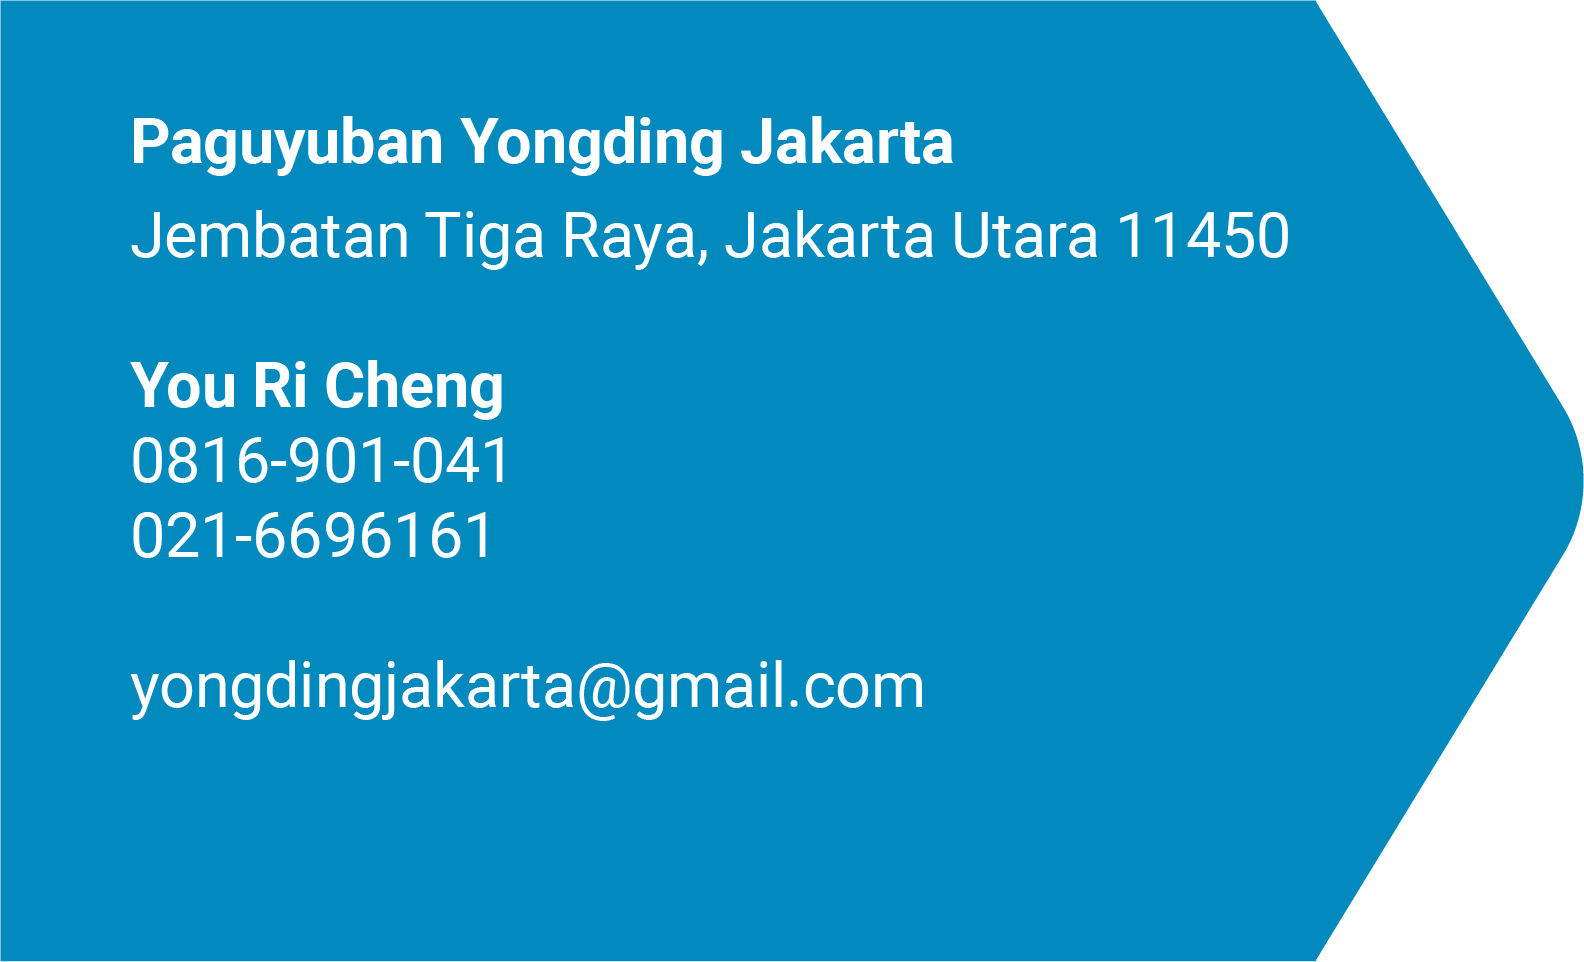 Paguyuban Yongding Jakarta
Jembatan Tiga Raya, Jakarta Utara 11450
You Ri Cheng
0816-901-041
021-6696161
yongdingjakarta@gmail.com